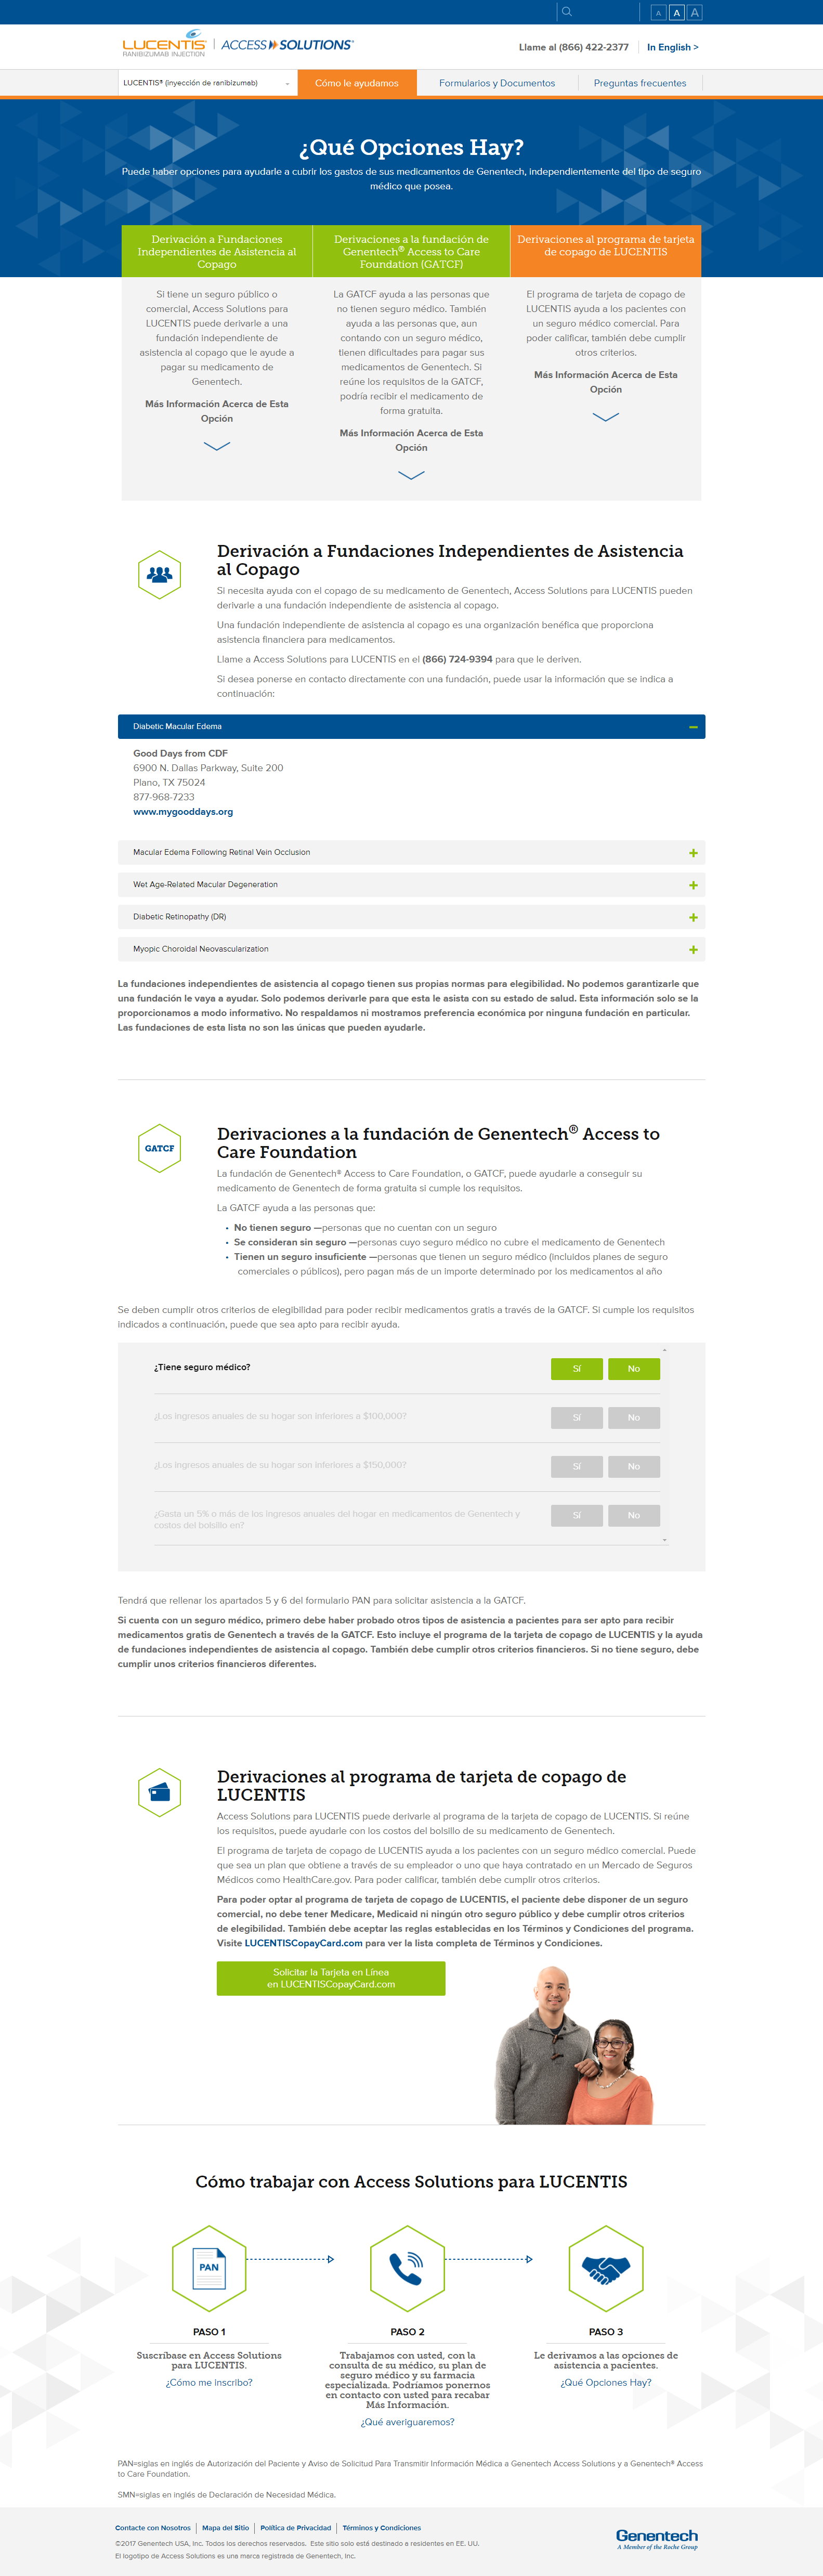 A A A
LUCENTIS®
RANIBIZUMAB INJECTION
ACCESS SOLUTIONS®
Llame al (866) 422-2377
In English >
LUCENTIS® (inyección de ranibizumab)
Cómo le ayudamos
Formularios y Documentos
Preguntas frecuentes
¿Qué Opciones Hay?
Puede haber opciones para ayudarle a cubrir los gastos de sus medicamentos de Genentech, independientemente del tipo de seguro
médico que posea.
Derivación a Fundaciones
Independientes de Asistencia al
Copago
Si tiene un seguro público o
comercial, Access Solutions para
LUCENTIS puede derivarle a una
fundación independiente de
asistencia al copago que le ayude a
pagar su medicamento de
Genentech.
Más Información Acerca de Esta
Opción
Derivaciones a la fundación de
Genentech® Access to Care
Foundation (GATCF)
La GATCF ayuda a las personas que
no tienen seguro médico. También
ayuda a las personas que, aun
contando con un seguro médico,
tienen dificultades para pagar sus
medicamentos de Genentech. Si
reúne los requisitos de la GATCF,
podría recibir el medicamento de
forma gratuita.
Más Información Acerca de Esta
Opción
Derivaciones al programa de tarjeta
de copago de LUCENTIS
El programa de tarjeta de copago de
LUCENTIS ayuda a los pacientes con
un seguro médico comercial. Para
poder calificar, también debe cumplir
otros criterios.
Más Información Acerca de Esta
Opción
Derivación a Fundaciones Independientes de Asistencia
al Copago
Si necesita ayuda con el copago de su medicamento de Genentech, Access Solutions para LUCENTIS pueden
derivarle a una fundación independiente de asistencia al copago.
Una fundación independiente de asistencia al copago es una organización benéfica que proporciona
asistencia financiera para medicamentos.
Llame a Access Solutions para LUCENTIS en el (866) 724-9394 para que le deriven.
Si desea ponerse en contacto directamente con una fundación, puede usar la información que se indica a
continuación:
Diabetic Macular Edema
Good Days from CDF
6900 N. Dallas Parkway, Suite 200
Plano, TX 75024
877-968-7233
www.mygooddays.org
Macular Edema Following Retinal Vein Occlusion
Wet Age-Related Macular Degeneration
Diabetic Retinopathy (DR)
Myopic Choroidal Neovascularization
La fundaciones independientes de asistencia al copago tienen sus propias normas para elegibilidad. No podemos garantizarle que
una fundación le vaya a ayudar. Solo podemos derivarle para que esta le asista con su estado de salud. Esta información solo se la
proporcionamos a modo informativo. No respaldamos ni mostramos preferencia económica por ninguna fundación en particular.
Las fundaciones de esta lista no son las únicas que pueden ayudarle.
GATCF
Derivaciones a la fundación de Genentech® Access to
Care Foundation
La fundación de Genentech® Access to Care Foundation, o GATCF, puede ayudarle a conseguir su
medicamento de Genentech de forma gratuita si cumple los requisitos.
La GATCF ayuda a las personas que:
• No tienen seguro —personas que no cuentan con un seguro
• Se consideran sin seguro —personas cuyo seguro médico no cubre el medicamento de Genentech
• Tienen un seguro insuficiente —personas que tienen un seguro médico (incluidos planes de seguro
comerciales o públicos), pero pagan más de un importe determinado por los medicamentos al año
Se deben cumplir otros criterios de elegibilidad para poder recibir medicamentos gratis a través de la GATCF. Si cumple los requisitos
indicados a continuación, puede que sea apto para recibir ayuda.
¿Tiene seguro médico? Sí No
¿Los ingresos anuales de su hogar son inferiores a $100,000? Sí No
¿Los ingresos anuales de su hogar son inferiores a $150,000? Sí No
¿Gasta un 5% o más de los ingresos anuales del hogar en medicamentos de Genentech y
costos del bolsillo en? Sí No
Tendrá que rellenar los apartados 5 y 6 del formulario PAN para solicitar asistencia a la GATCF.
Si cuenta con un seguro médico, primero debe haber probado otros tipos de asistencia a pacientes para ser apto para recibir
medicamentos gratis de Genentech a través de la GATCF. Esto incluye el programa de la tarjeta de copago de LUCENTIS y la ayuda
de fundaciones independientes de asistencia al copago. También debe cumplir otros criterios financieros. Si no tiene seguro, debe
cumplir unos criterios financieros diferentes.
Derivaciones al programa de tarjeta de copago de
LUCENTIS
Access Solutions para LUCENTIS puede derivarle al programa de la tarjeta de copago de LUCENTIS. Si reúne
los requisitos, puede ayudarle con los costos del bolsillo de su medicamento de Genentech.
El programa de tarjeta de copago de LUCENTIS ayuda a los pacientes con un seguro médico comercial. Puede
que sea un plan que obtiene a través de su empleador o uno que haya contratado en un Mercado de Seguros
Médicos como HealthCare.gov. Para poder calificar, también debe cumplir otros criterios.
Para poder optar al programa de tarjeta de copago de LUCENTIS, el paciente debe disponer de un seguro
comercial, no debe tener Medicare, Medicaid ni ningún otro seguro público y debe cumplir otros criterios
de elegibilidad. También debe aceptar las reglas establecidas en los Términos y Condiciones del programa.
Visite LUCENTISCopayCard.com para ver la lista completa de Términos y Condiciones.
Solicitar la Tarjeta en Línea
en LUCENTISCopayCard.com
Cómo trabajar con Access Solutions para LUCENTIS
PAN
PASO 1
Suscríbase en Access Solutions
para LUCENTIS.
¿Cómo me inscribo?
PASO 2
Trabajamos con usted, con la
consulta de su médico, su plan de
seguro médico y su farmacia
especializada. Podríamos ponernos
en contacto con usted para recabar
Más Información.
¿Qué averiguaremos?
PASO 3
Le derivamos a las opciones de
asistencia a pacientes.
¿Qué Opciones Hay?
PAN=siglas en inglés de Autorización del Paciente y Aviso de Solicitud Para Transmitir Información Médica a Genentech Access Solutions y a Genentech® Access
to Care Foundation.
SMN=siglas en inglés de Declaración de Necesidad Médica.
Contacte con Nosotros
Mapa del Sitio
Política de Privacidad
Términos y Condiciones
©2017 Genentech USA, Inc. Todos los derechos reservados. Este sitio solo está destinado a residentes en EE. UU.
El logotipo de Access Solutions es una marca registrada de Genentech, Inc.
Genentech
A Member of the Roche Group